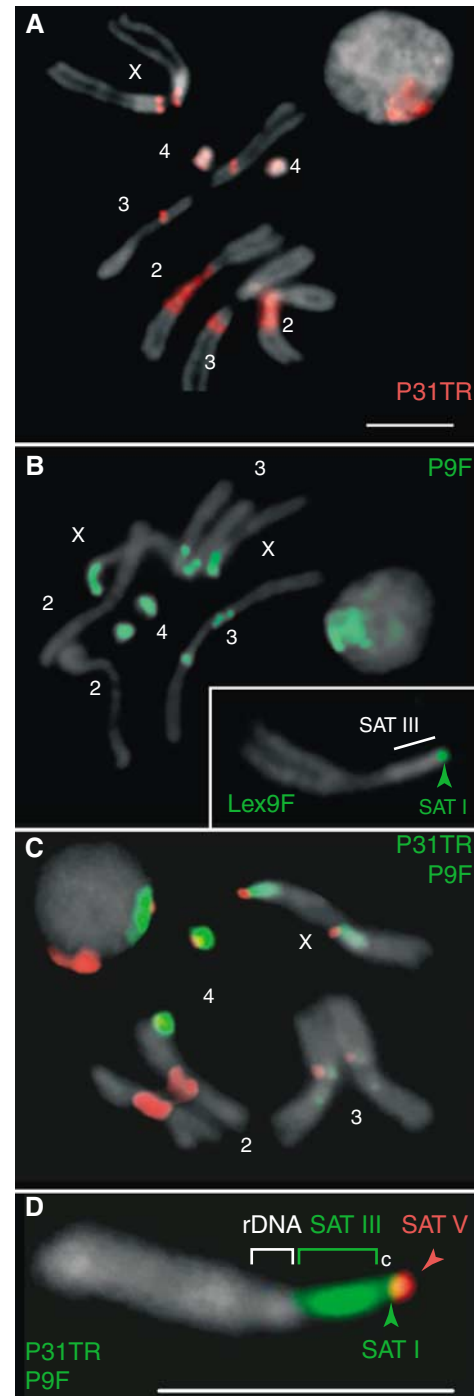 A
X
4
4
3
2
2
3
P31TR
B
P9F
3
X
X
2
4
3
2
SAT III
Lex9F
SAT I
C
P31TR
P9F
X
4
3
2
D
rDNA SAT III SAT V
c
SAT I
P31TR
P9F